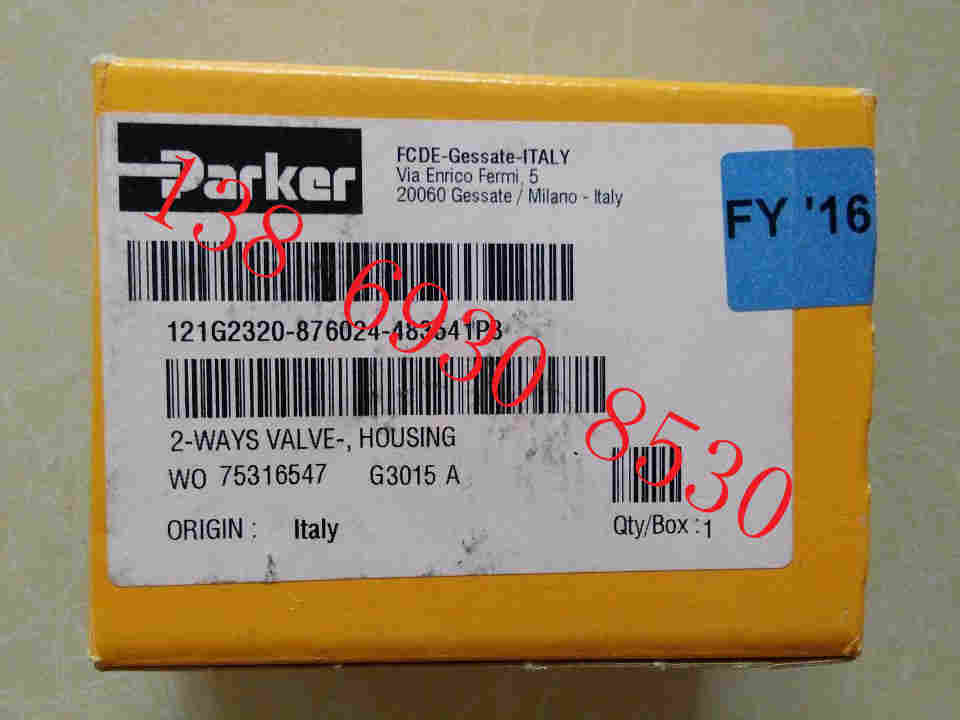 Parker
FCDE-Gessate-ITALY
Via Enrico Fermi, 5
20060 Gessate / Milano - Italy
FY '16
138 6930 8530
121G2320-876024-483541P3
2-WAYS VALVE-, HOUSING
WO 75316547 G3015 A
ORIGIN : Italy
Qty/Box : 1